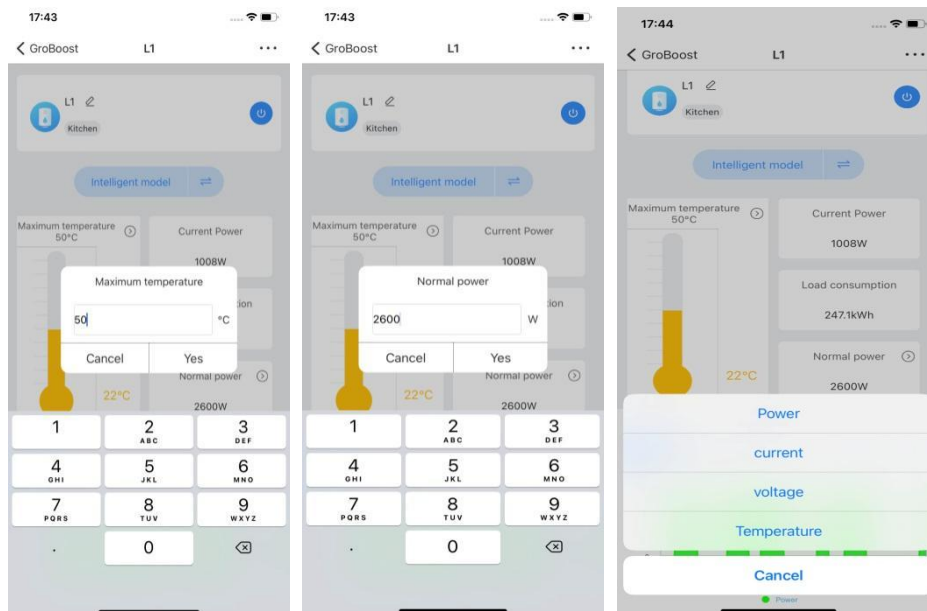 17:43
GroBoost
L1
L1
Kitchen
Intelligent model
Maximum temperature
50°C
Current Power
1008W
Maximum temperature
50
°C
tion
Cancel
Yes
Normal power
22°C
2600W
1
2
ABC
3
DEF
4
GHI
5
JKL
6
MNO
7
PQRS
8
TUV
9
WXYZ
.
0
17:43
GroBoost
L1
L1
Kitchen
Intelligent model
Maximum temperature
50°C
Current Power
1008W
Normal power
2600
W
tion
Cancel
Yes
Normal power
22°C
2600W
1
2
ABC
3
DEF
4
GHI
5
JKL
6
MNO
7
PQRS
8
TUV
9
WXYZ
.
0
17:44
GroBoost
L1
L1
Kitchen
Intelligent model
Maximum temperature
50°C
Current Power
1008W
Load consumption
247.1kWh
Normal power
22°C
2600W
Power
current
voltage
Temperature
Cancel
Power